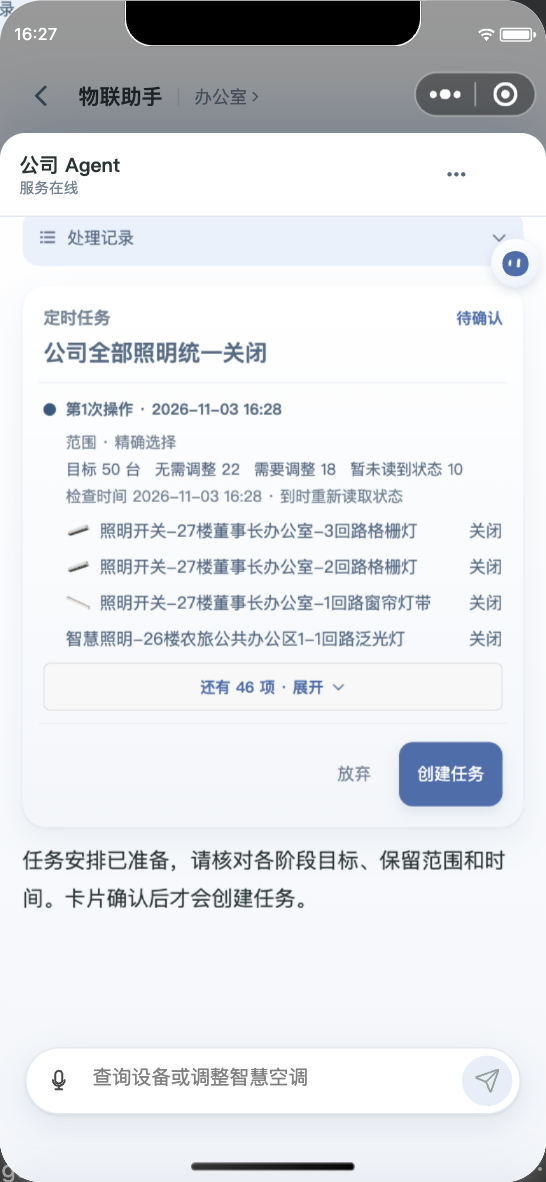 录
16:27
物联助手
办公室
公司 Agent
服务在线
处理记录
定时任务
待确认
公司全部照明统一关闭
第1次操作 · 2026-11-03 16:28
范围 · 精确选择
目标 50 台 无需调整 22 需要调整 18 暂未读到状态 10
检查时间 2026-11-03 16:28 · 到时重新读取状态
照明开关-27楼董事长办公室-3回路格栅灯 关闭
照明开关-27楼董事长办公室-2回路格栅灯 关闭
照明开关-27楼董事长办公室-1回路窗帘灯带 关闭
智慧照明-26楼农旅公共办公区1-1回路泛光灯 关闭
还有 46 项 · 展开
放弃
创建任务
任务安排已准备，请核对各阶段目标、保留范围和时
间。卡片确认后才会创建任务。
查询设备或调整智慧空调